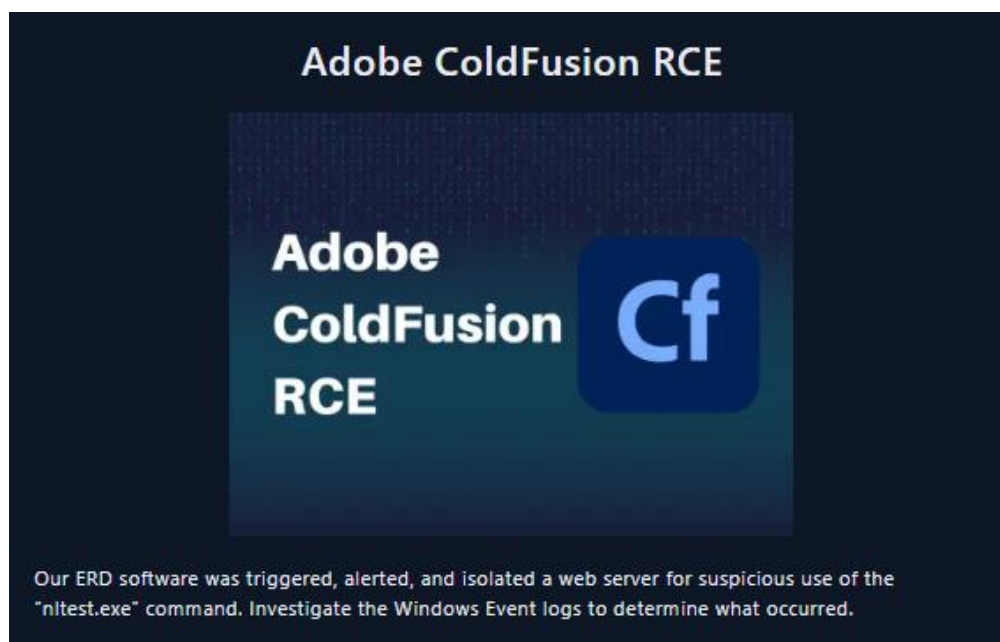 Adobe ColdFusion RCE
Adobe
ColdFusion
RCE
Cf
Our ERD software was triggered, alerted, and isolated a web server for suspicious use of the
"nltest.exe" command. Investigate the Windows Event logs to determine what occurred.